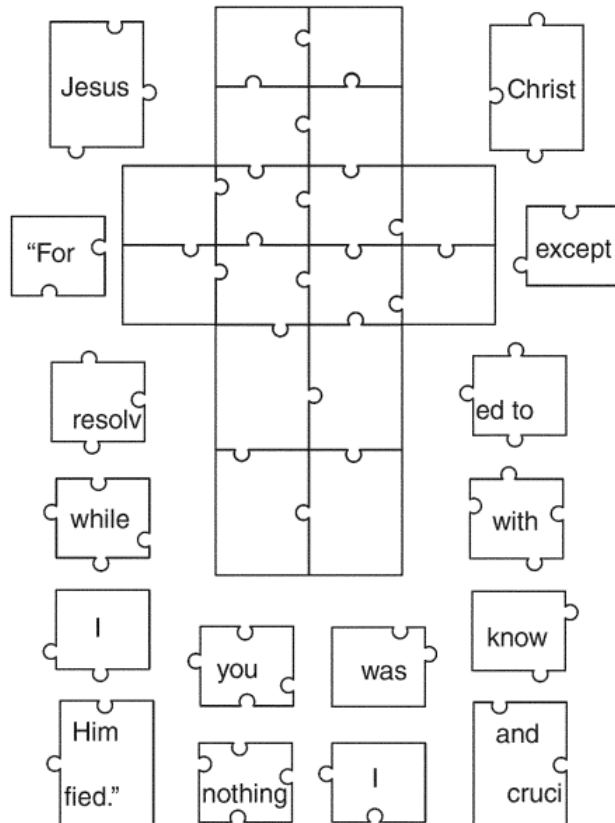 Jesus
Christ
“For
except
resolv
ed to
while
with
I
know
you
was
Him
and
fied.”
nothing
I
cruci